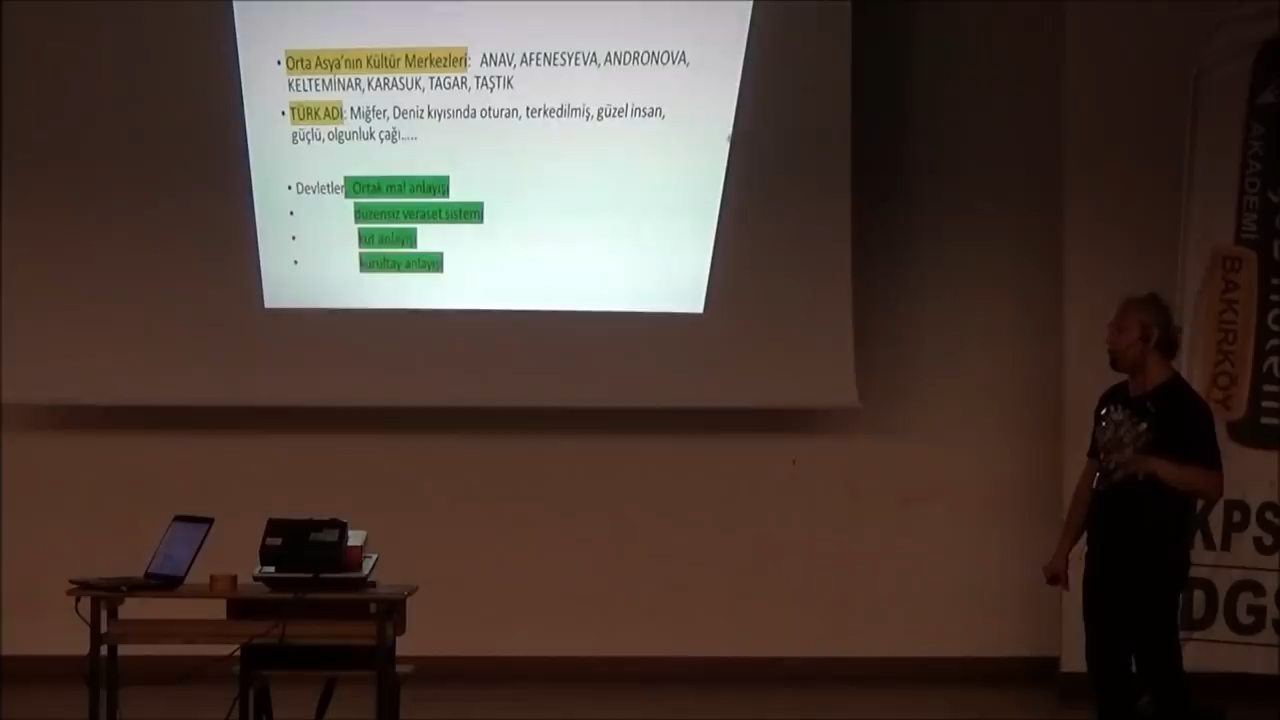 • Orta Asya'nın Kültür Merkezleri: ANAV, AFENESYEVA, ANDRONOVA,
KELTEMİNAR, KARASUK, TAGAR, TAŞTIK
• TÜRK ADI: Miğfer, Deniz kıyısında oturan, terkedilmiş, güzel insan,
güçlü, olgunluk çağı.....
• Devletler Ortak mal anlayışı
• düzensiz veraset sistemi
• kut anlayışı
• kurultay anlayışı
AKADEMİ
BAKIRKÖY
KPS
DGS